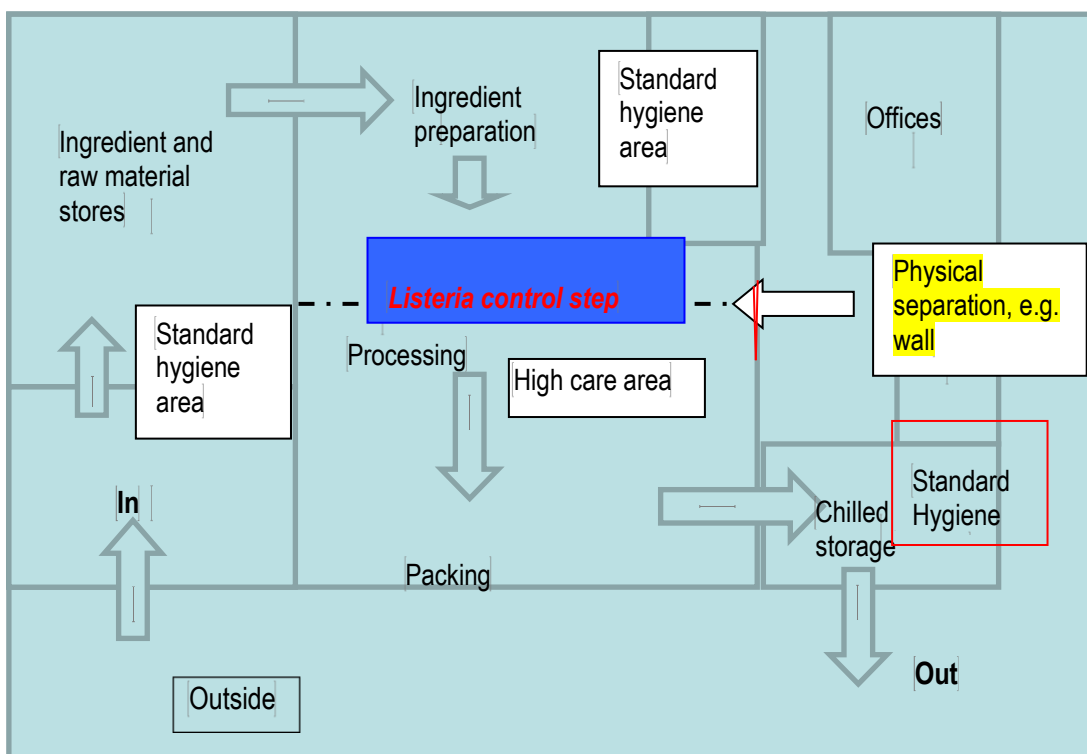 Ingredient and
raw material
stores
Ingredient
preparation
Standard
hygiene
area
Offices
Listeria control step
Physical
separation, e.g.
wall
Standard
hygiene
area
Processing
High care area
In
Packing
Chilled
storage
Standard
Hygiene
Out
Outside